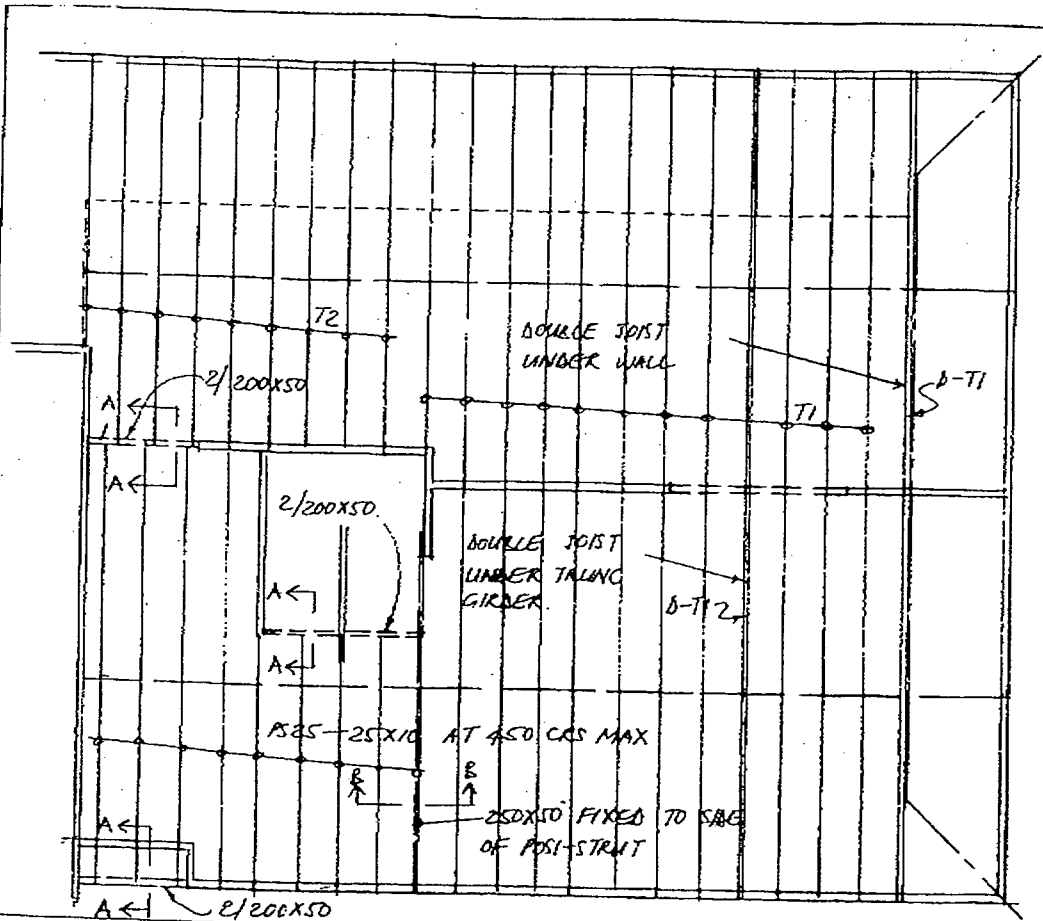 T2
DOUBLE JOIST
UNDER WALL
2/200X50
A
D-T1
T1
A
2/200X50
DOUBLE JOIST
UNDER TRUNC
GIRDER
A
D-T12
A
PS25-25X10 AT 450 CRS MAX
B B
A
250X50 FIXED TO SIDE
OF POSI-STRUT
A
2/200X50